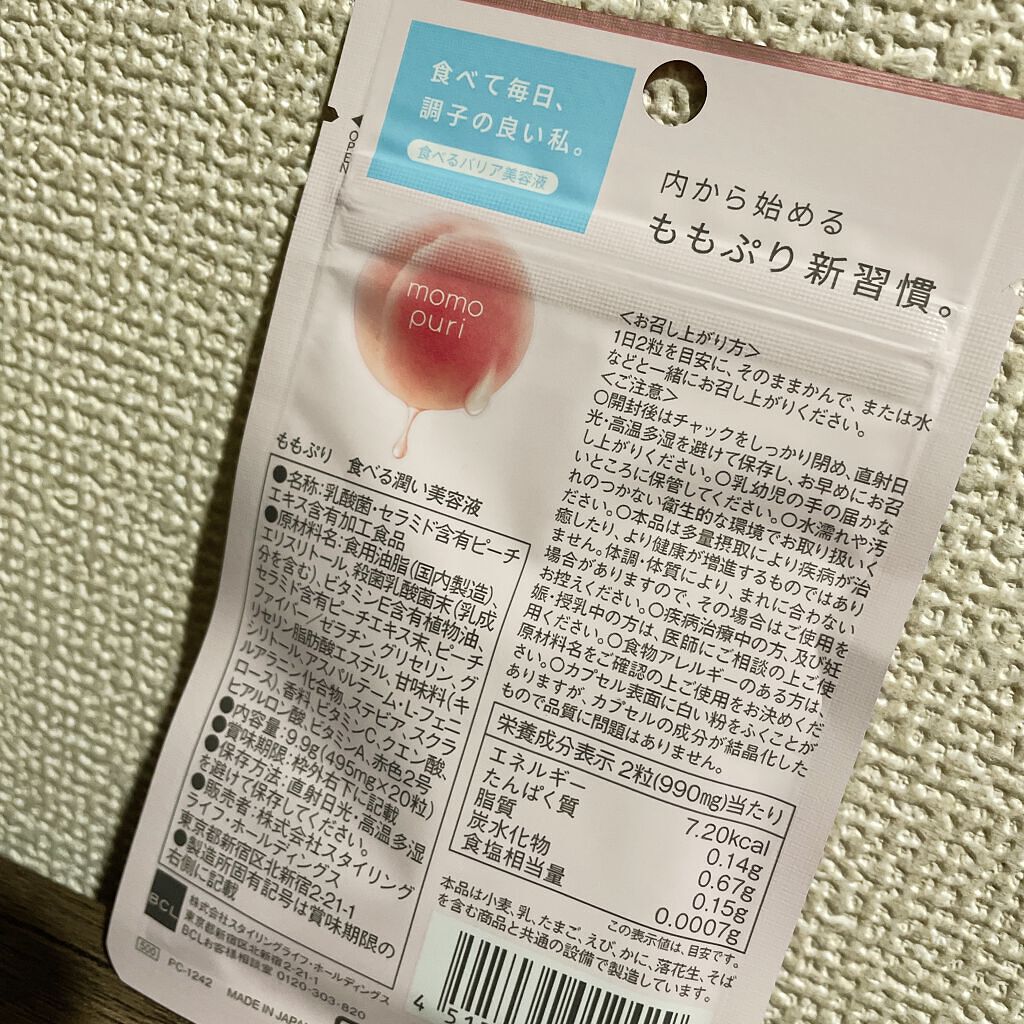 食べて毎日、
調子の良い私。
食べるバリア美容液
OPEN
内から始める
ももぷり新習慣。
momo
puri
<お召し上がり方>
1日2粒を目安に、そのままかんで、または水
などと一緒にお召し上がりください。
<ご注意>
○開封後はチャックをしっかり閉め、直射日
光・高温多湿を避けて保存し、お早めにお召
し上がりください。○乳幼児の手の届かな
いところに保管してください。○水濡れや汚
れのつかない衛生的な環境でお取り扱いく
ださい。○本品は多量摂取により疾病が治
癒したり、より健康が増進するものではあり
ません。体調・体質により、まれに合わない
場合がありますので、その場合はご使用を
お控えください。○疾病治療中の方、及び妊
娠・授乳中の方は、医師にご相談の上ご使
用ください。○食物アレルギーのある方は、
原材料名をご確認の上ご使用をお決めくだ
さい。○カプセル表面に白い粉をふくことが
ありますが、カプセルの成分が結晶化した
もので品質に問題はありません。
ももぷり 食べる潤い美容液
●名称:乳酸菌・セラミド含有ピーチ
エキス含有加工食品
●原材料名:食用油脂(国内製造)、
エリスリトール、殺菌乳酸菌末(乳成
分を含む)、ビタミンE含有植物油、
セラミド含有ピーチエキス末、ピーチ
ファイバー/ゼラチン、グリセリン、グ
リセリン脂肪酸エステル、甘味料(キ
シリトール、アスパルテーム・L-フェニ
ルアラニン化合物、ステビア、スクラ
ロース)、香料、ビタミンC、クエン酸、
ヒアルロン酸、ビタミンA、赤色2号
●内容量:9.9g(495mg×20粒)
●賞味期限:枠外右下に記載
●保存方法:直射日光、高温多湿
を避けて保存してください。
●販売者:株式会社スタイリング
ライフ・ホールディングス
東京都新宿区北新宿2-21-1
●製造所固有記号は賞味期限の
右側に記載
栄養成分表示 2粒(990mg)当たり
エネルギー 7.20kcal
たんぱく質 0.14g
脂質 0.67g
炭水化物 0.15g
食塩相当量 0.0007g
この表示値は、目安です。
本品は小麦、乳、たまご、えび、かに、落花生、そば
を含む商品と共通の設備で製造しています。
BCL
株式会社スタイリングライフ・ホールディングス
東京都新宿区北新宿2-21-1
BCLお客様相談室 0120-303-820
500
PC-1242
MADE IN JAPAN
4